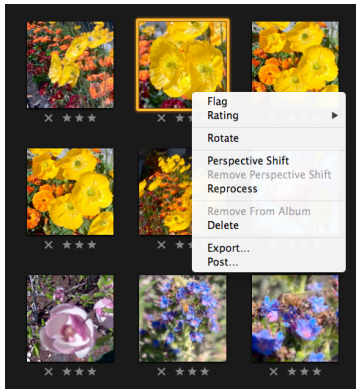 Flag
Rating
Rotate
Perspective Shift
Remove Perspective Shift
Reprocess
Remove From Album
Delete
Export...
Post...